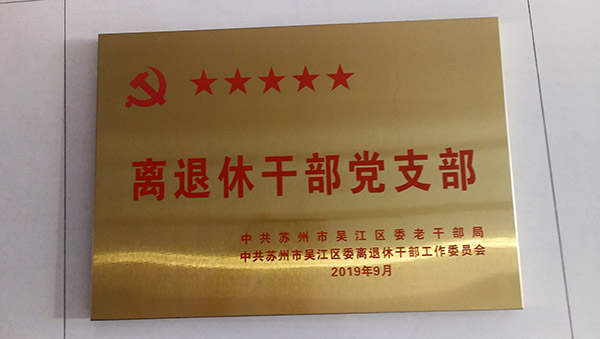 离退休干部党支部
中共苏州市吴江区委老干部局
中共苏州市吴江区委离退休干部工作委员会
2019年9月